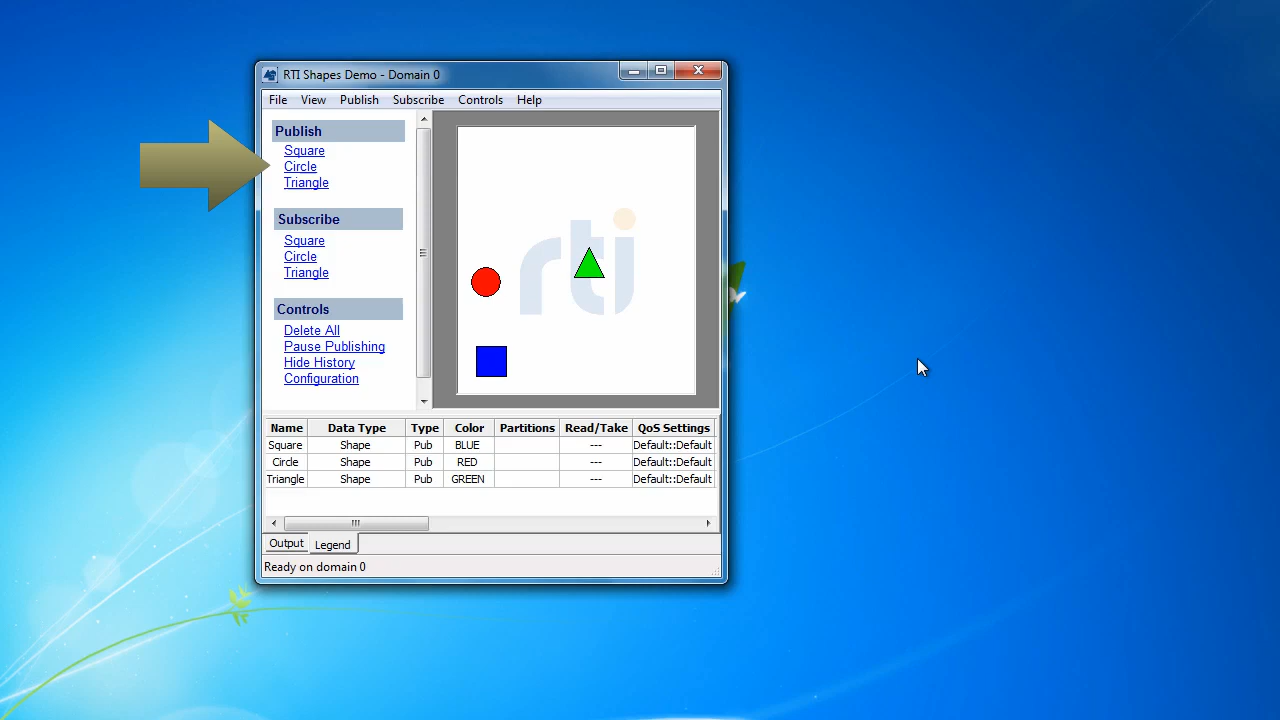 RTI Shapes Demo - Domain 0
File View Publish Subscribe Controls Help
Publish
Square
Circle
Triangle
Subscribe
Square
Circle
Triangle
Controls
Delete All
Pause Publishing
Hide History
Configuration
rti
Name Data Type Type Color Partitions Read/Take QoS Settings
Square Shape Pub BLUE --- Default::Default
Circle Shape Pub RED --- Default::Default
Triangle Shape Pub GREEN --- Default::Default
Output Legend
Ready on domain 0